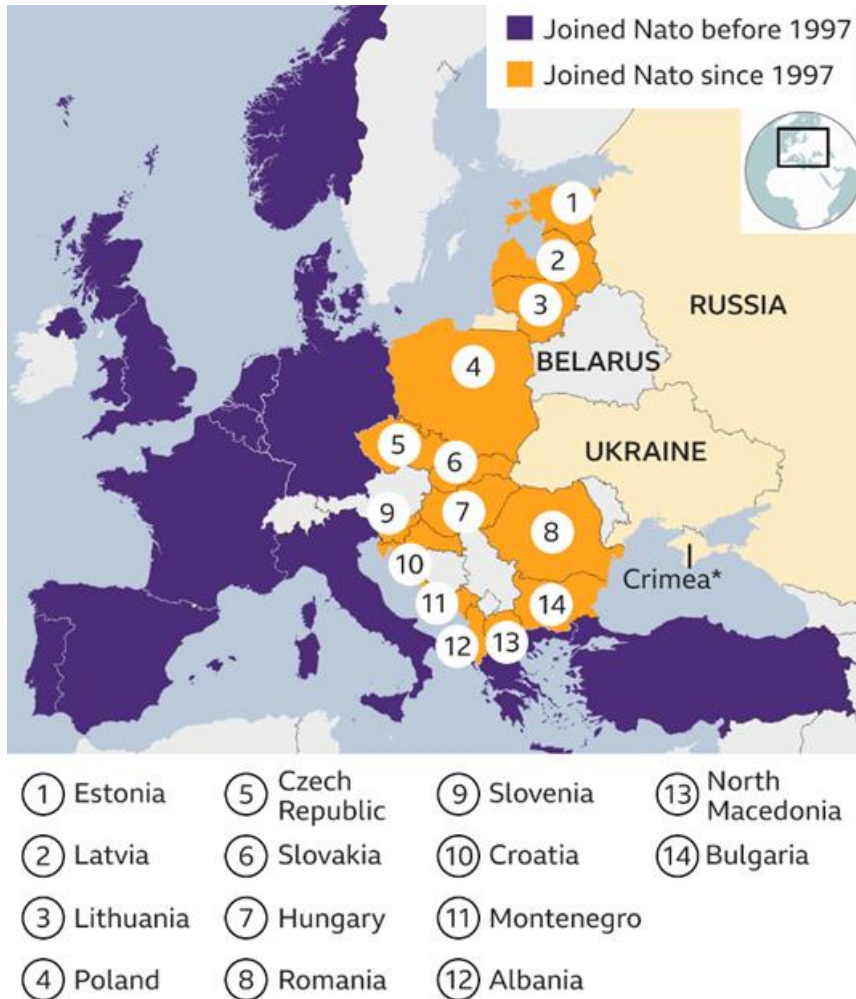 Joined Nato before 1997
Joined Nato since 1997
1
2
3
RUSSIA
BELARUS
4
UKRAINE
5
6
7
9
8
10
Crimea*
11
14
12
13
1 Estonia
5 Czech
Republic
9 Slovenia
13 North
Macedonia
2 Latvia
6 Slovakia
10 Croatia
14 Bulgaria
3 Lithuania
7 Hungary
11 Montenegro
4 Poland
8 Romania
12 Albania